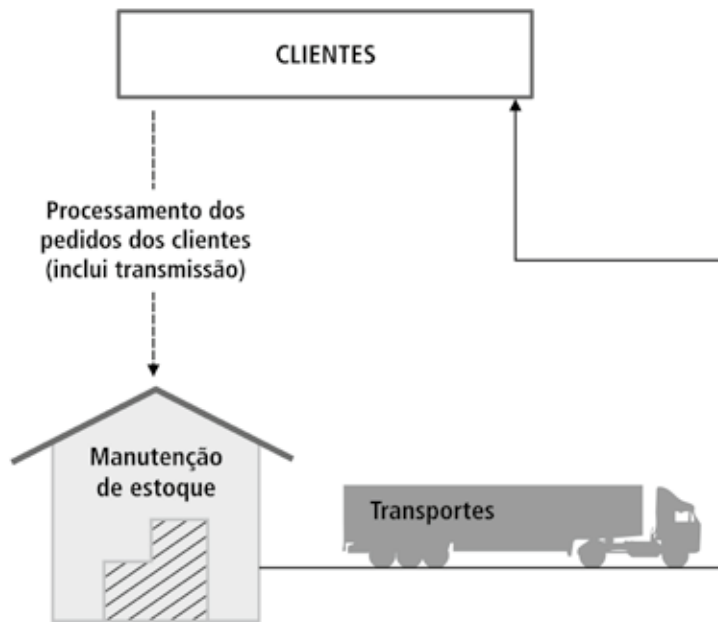 CLIENTES
Processamento dos
pedidos dos clientes
(inclui transmissão)
Manutenção
de estoque
Transportes